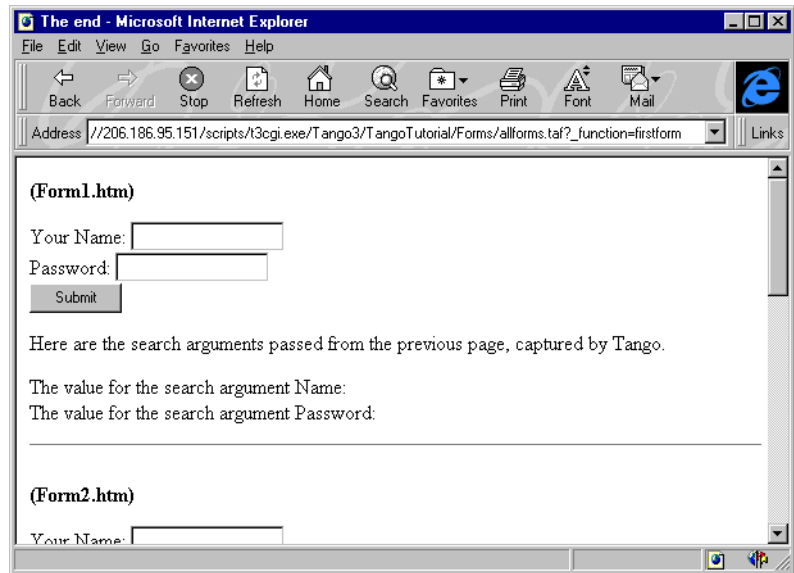 The end - Microsoft Internet Explorer
File Edit View Go Favorites Help
Back Forward Stop Refresh Home Search Favorites Print Font Mail
Address //206.186.95.151/scripts/t3cgi.exe/Tango3/TangoTutorial/Forms/allforms.taf?_function=firstform Links
(Form1.htm)
Your Name:
Password:
Submit
Here are the search arguments passed from the previous page, captured by Tango.
The value for the search argument Name:
The value for the search argument Password:
(Form2.htm)
Your Name: